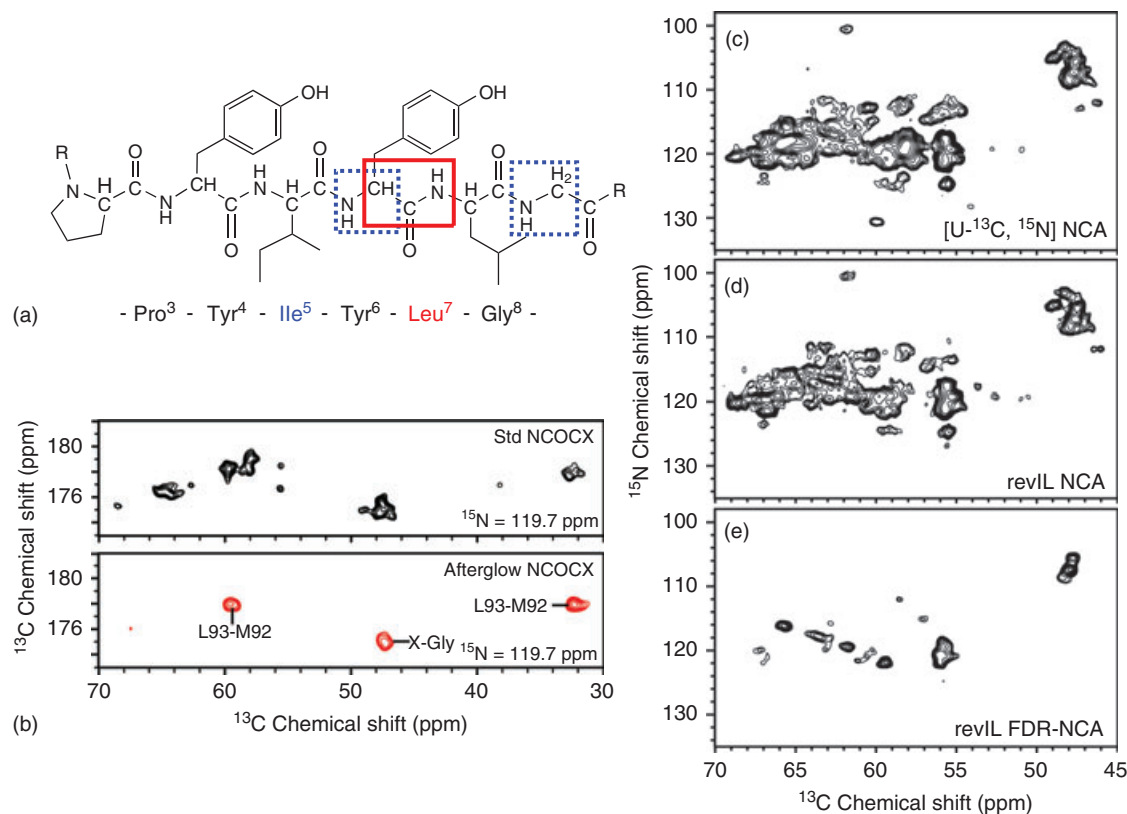 (a)
OH
OH
R
N
O
N
H
O
H
N
H
O
N
H
CH
O
H
N
H
O
N
H
H2
C
O
R
- Pro³ - Tyr⁴ - Ile⁵ - Tyr⁶ - Leu⁷ - Gly⁸ -
(b)
¹³C Chemical shift (ppm)
180
176
Std NCOCX
¹⁵N = 119.7 ppm
¹³C Chemical shift (ppm)
180
176
Afterglow NCOCX
L93-M92
L93-M92
X-Gly
¹⁵N = 119.7 ppm
70 60 50 40 30
¹³C Chemical shift (ppm)
(c)
100
110
120
130
[U-¹³C, ¹⁵N] NCA
(d)
¹⁵N Chemical shift (ppm)
100
110
120
130
revIL NCA
(e)
100
110
120
130
revIL FDR-NCA
70 65 60 55 50 45
¹³C Chemical shift (ppm)